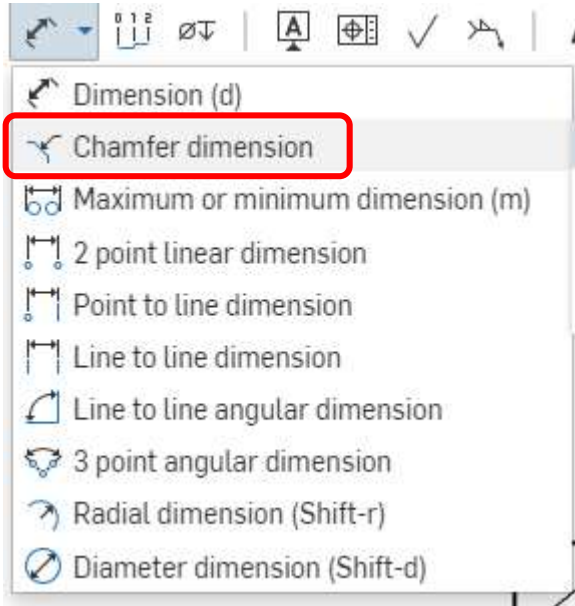 0 1 2
A
Dimension (d)
Chamfer dimension
Maximum or minimum dimension (m)
2 point linear dimension
Point to line dimension
Line to line dimension
Line to line angular dimension
3 point angular dimension
Radial dimension (Shift-r)
Diameter dimension (Shift-d)